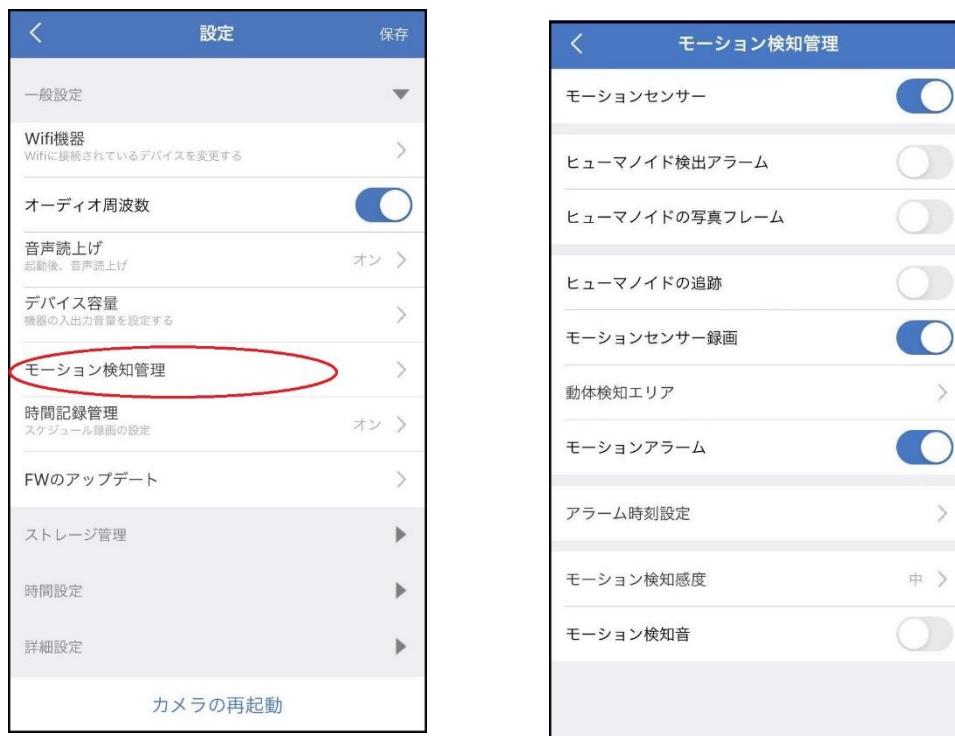 設定
保存
一般設定
Wifi機器
Wifiに接続されているデバイスを変更する
オーディオ周波数
音声読上げ
起動後、音声読上げ
オン
デバイス容量
機器の入出力音量を設定する
モーション検知管理
時間記録管理
スケジュール録画の設定
オン
FWのアップデート
ストレージ管理
時間設定
詳細設定
カメラの再起動
モーション検知管理
モーションセンサー
ヒューマノイド検出アラーム
ヒューマノイドの写真フレーム
ヒューマノイドの追跡
モーションセンサー録画
動体検知エリア
モーションアラーム
アラーム時刻設定
モーション検知感度
中
モーション検知音